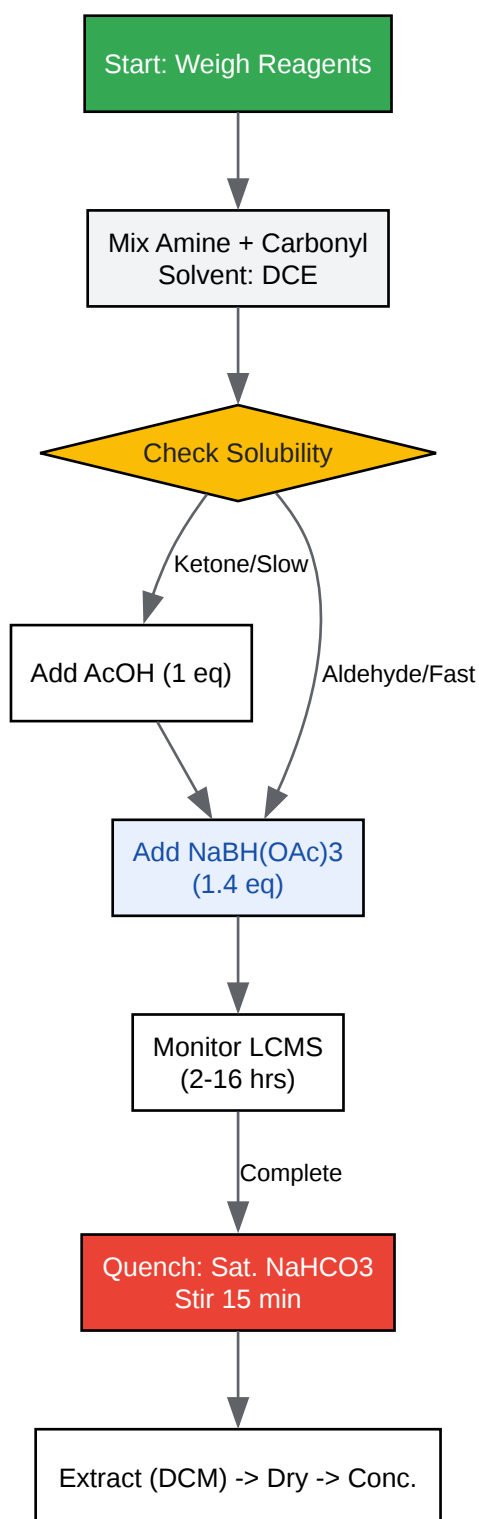 Start: Weigh Reagents
Mix Amine + Carbonyl
Solvent: DCE
Check Solubility
Ketone/Slow
Add AcOH (1 eq)
Aldehyde/Fast
Add NaBH(OAc)3
(1.4 eq)
Monitor LCMS
(2-16 hrs)
Complete
Quench: Sat. NaHCO3
Stir 15 min
Extract (DCM) -> Dry -> Conc.